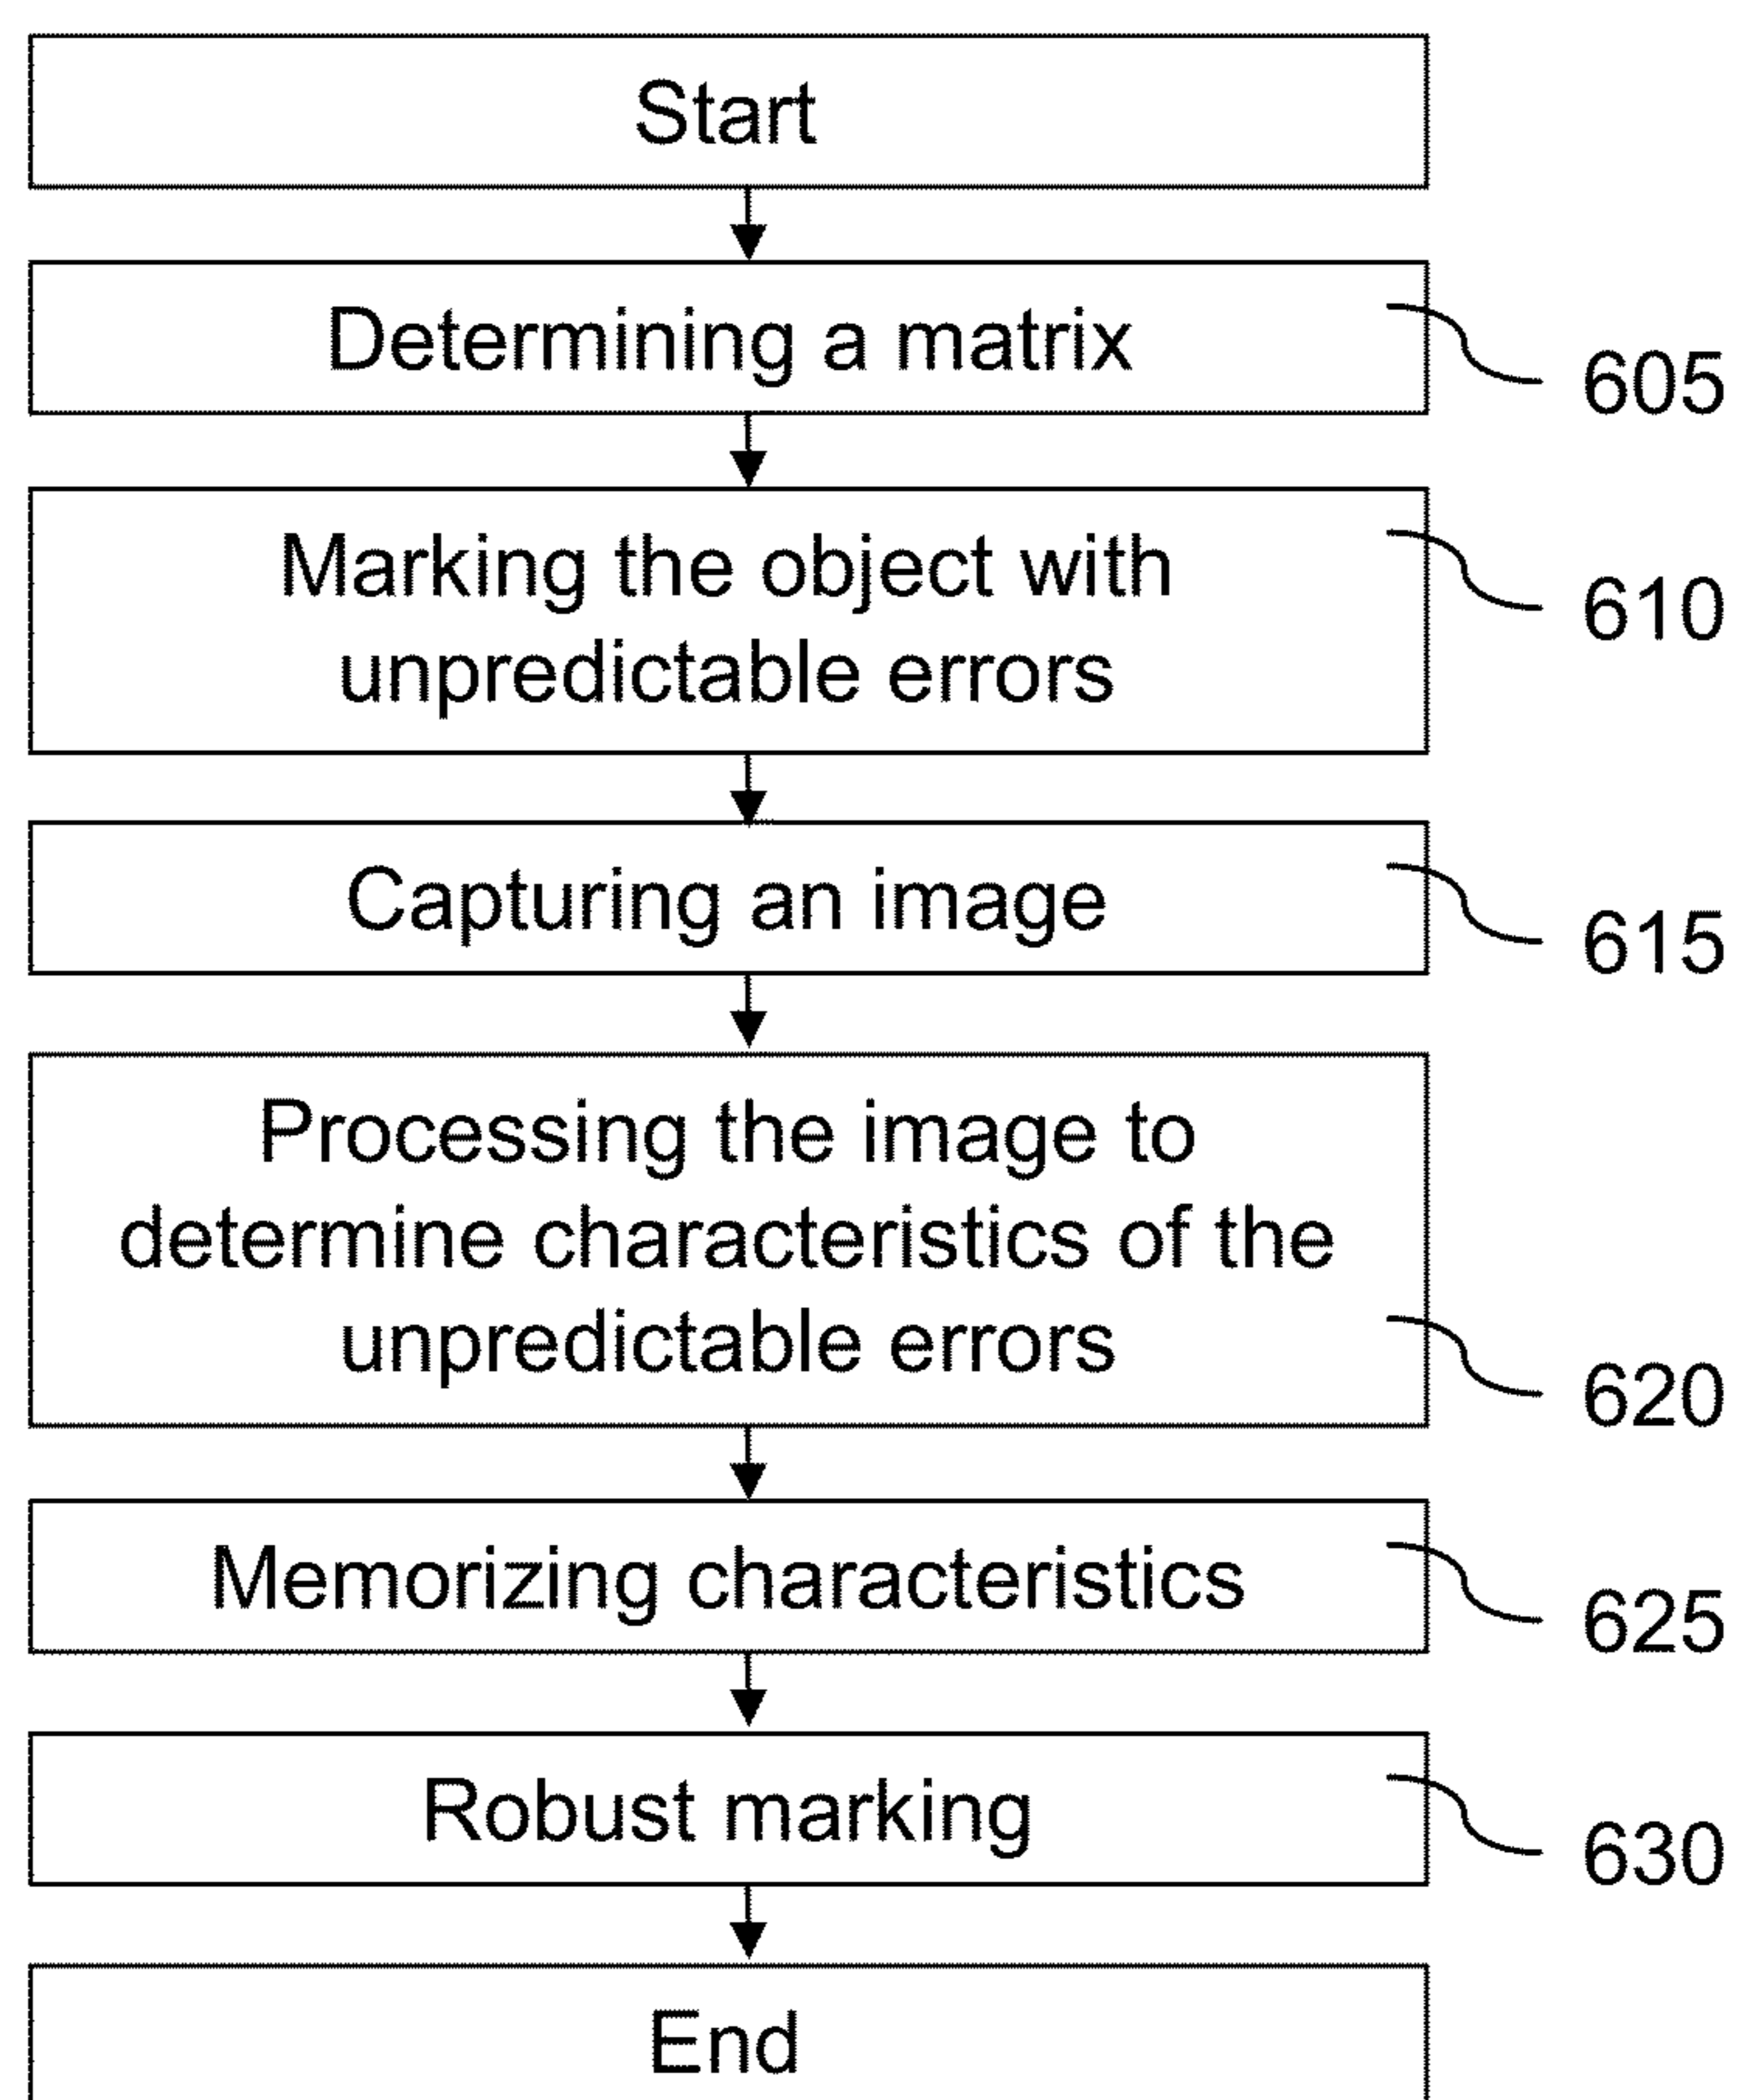 Start
Determining a matrix
605
Marking the object with
unpredictable errors
610
Capturing an image
615
Processing the image to
determine characteristics of the
unpredictable errors
620
Memorizing characteristics
625
Robust marking
630
End